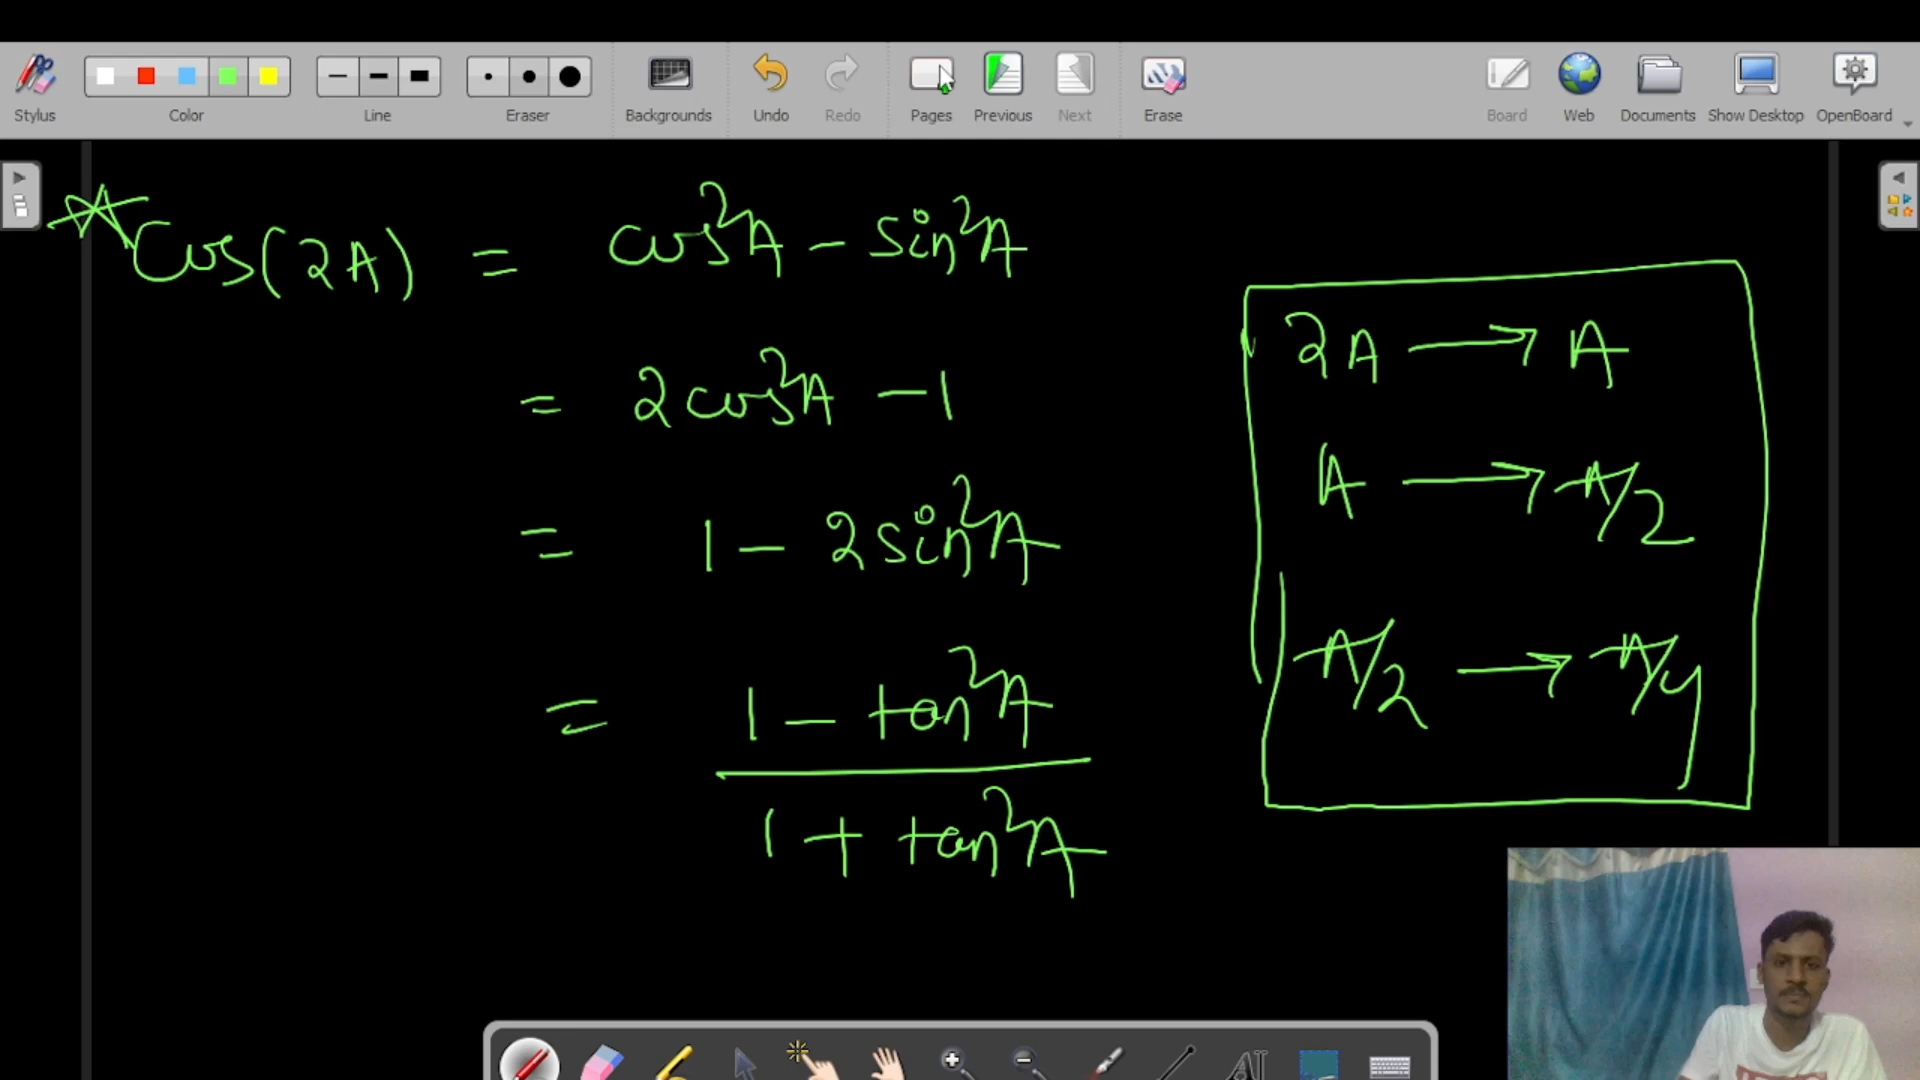 Stylus
Color
Line
Eraser
Backgrounds
Undo
Redo
Pages
Previous
Next
Erase
Board
Web
Documents
Show Desktop
OpenBoard
Cos(2A) = cos²A - sin²A
= 2cos²A - 1
= 1 - 2sin²A
= 1 - tan²A
1 + tan²A
2A → A
A → A/2
A/2 → A/4